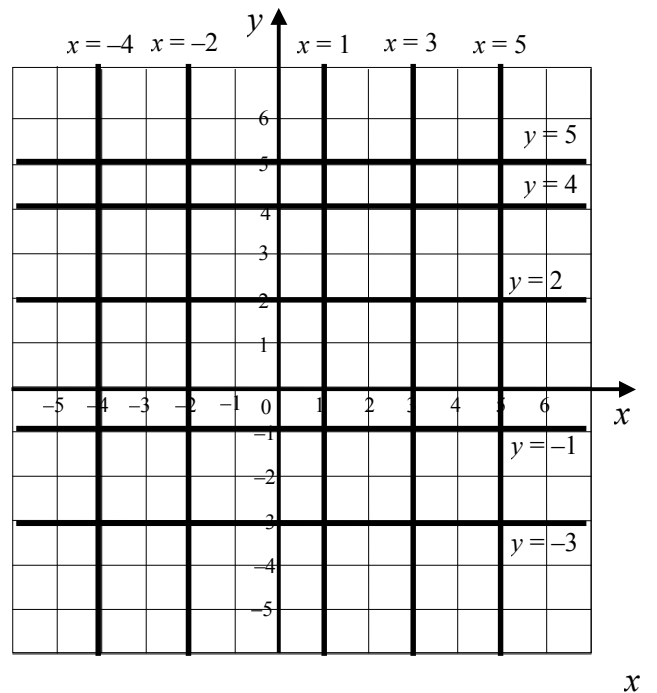 y
x = –4 x = –2 x = 1 x = 3 x = 5
6
y = 5
5
y = 4
4
3
y = 2
2
1
–5 –4 –3 –2 –1 0 1 2 3 4 5 6
x
–1
y = –1
–2
–3
y = –3
–4
–5
x